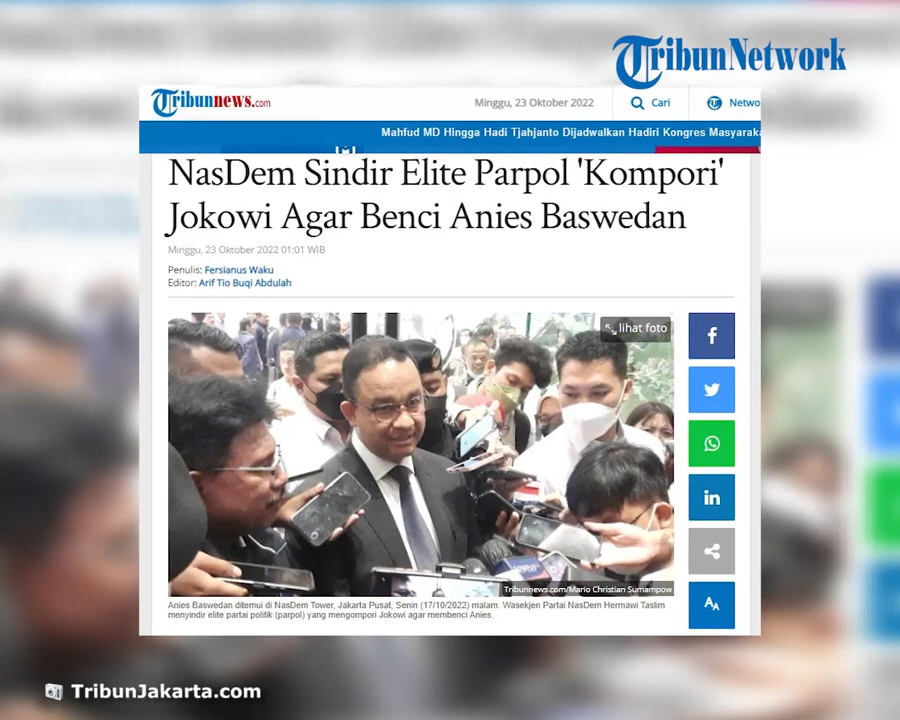 TribunNetwork
Tribunnews.com
Minggu, 23 Oktober 2022
Cari
Netwo
Mahfud MD Hingga Hadi Tjahjanto Dijadwalkan Hadiri Kongres Masyaraka
NasDem Sindir Elite Parpol 'Kompori'
Jokowi Agar Benci Anies Baswedan
Minggu, 23 Oktober 2022 01:01 WIB
Penulis: Fersianus Waku
Editor: Arif Tio Buqi Abdulah
lihat foto
Tribunnews.com/Mario Christian Sumampow
Anies Baswedan ditemui di NasDem Tower, Jakarta Pusat, Senin (17/10/2022) malam. Wasekjen Partai NasDem Hermawi Taslim
menyindir elite partai politik (parpol) yang mengompori Jokowi agar membenci Anies.
f
in
AA
TribunJakarta.com